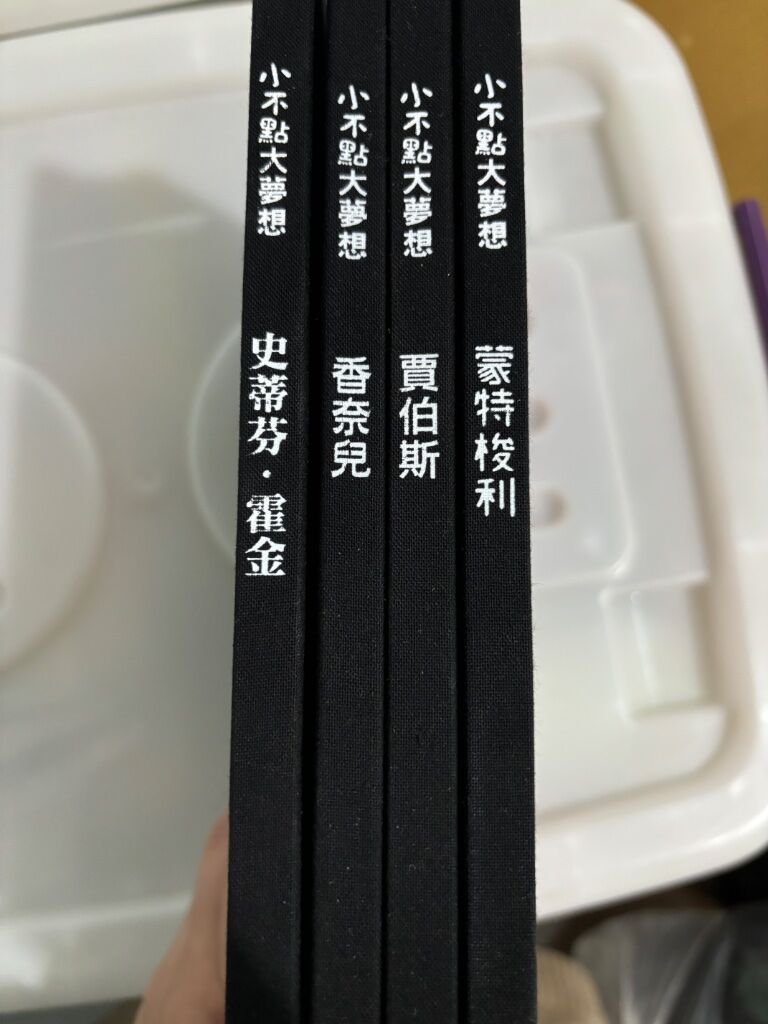 小不點大夢想
史蒂芬·霍金
小不點大夢想
香奈兒
小不點大夢想
賈伯斯
小不點大夢想
蒙特梭利